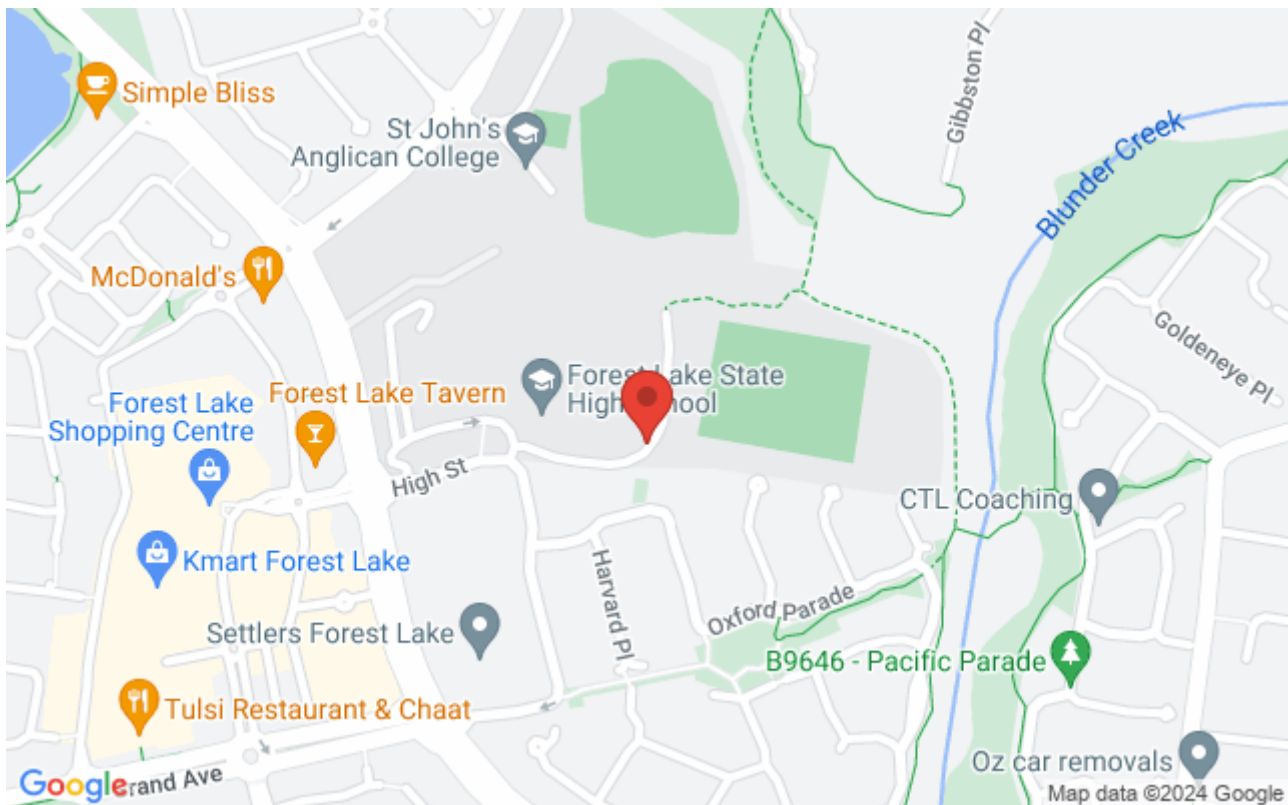 Simple Bliss
St John's
Anglican College
Gibbston Pl
Blunder Creek
McDonald's
Goldeneye Pl
Forest Lake Tavern
Forest Lake State
High School
Forest Lake
Shopping Centre
High St
CTL Coaching
Kmart Forest Lake
Harvard Pl
Oxford Parade
Settlers Forest Lake
B9646 - Pacific Parade
Tulsi Restaurant & Chaat
Oz car removals
Google
rand Ave
Map data ©2024 Google